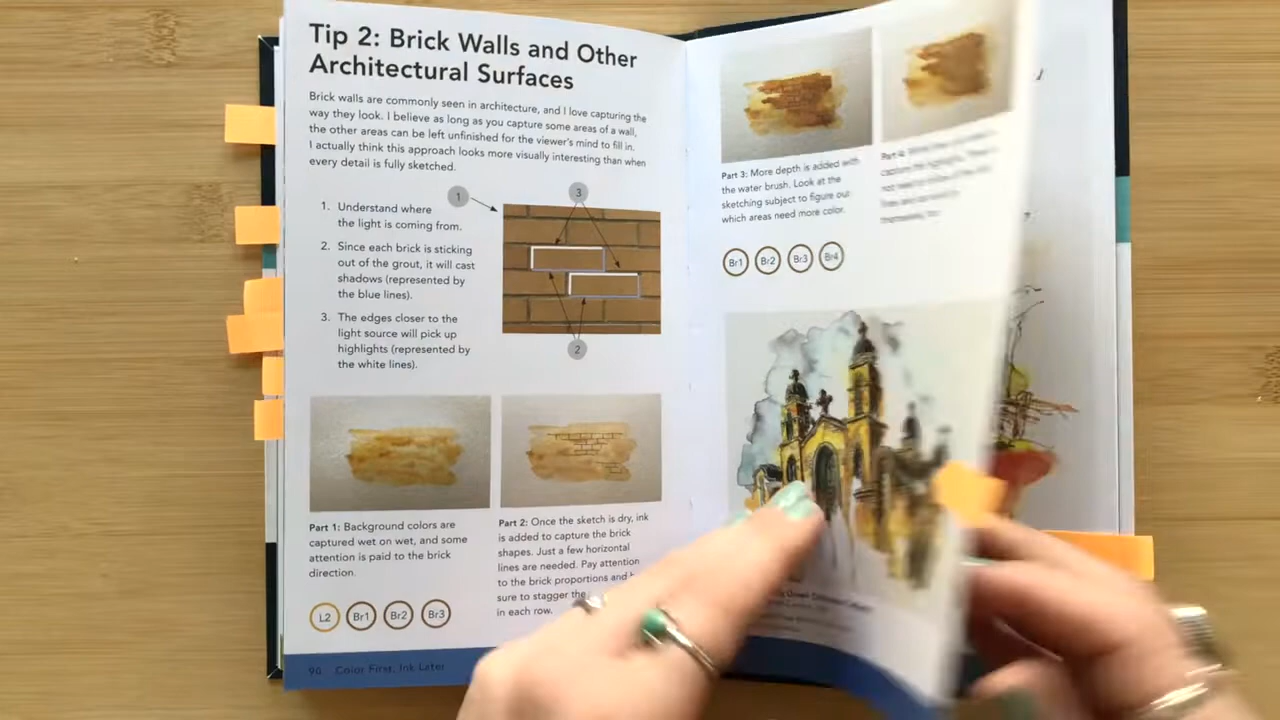 Tip 2: Brick Walls and Other
Architectural Surfaces
Brick walls are commonly seen in architecture, and I love capturing the
way they look. I believe as long as you capture some areas of a wall,
the other areas can be left unfinished for the viewer's mind to fill in.
I actually think this approach looks more visually interesting than when
every detail is fully sketched.
1. Understand where
the light is coming from.
2. Since each brick is sticking
out of the grout, it will cast
shadows (represented by
the blue lines).
3. The edges closer to the
light source will pick up
highlights (represented by
the white lines).
1
3
2
Part 1: Background colors are
captured wet on wet, and some
attention is paid to the brick
direction.
L2 Br1 Br2 Br3
Part 2: Once the sketch is dry, ink
is added to capture the brick
shapes. Just a few horizontal
lines are needed. Pay attention
to the brick proportions and
sure to stagger the
in each row.
90 Color First, Ink Later
Part 3: More depth is added with
the water brush. Look at the
sketching subject to figure out
which areas need more color.
Br1 Br2 Br3 Br4
Part 4: